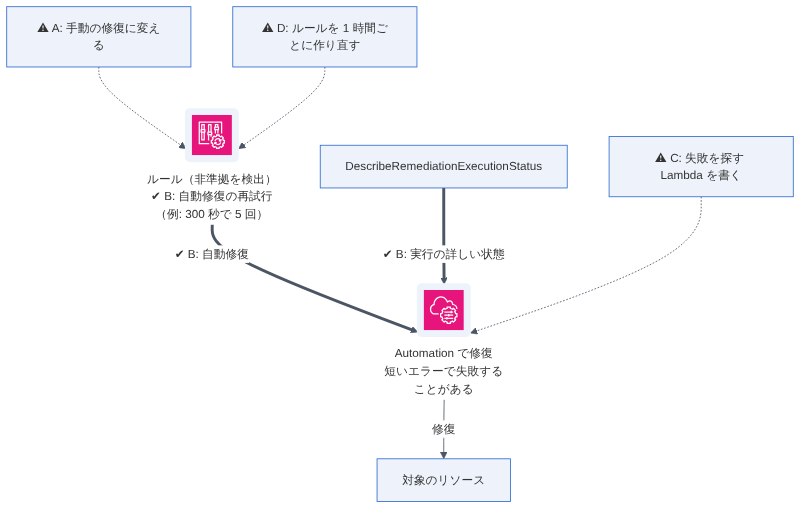 ⚠ A: 手動の修復に変え
る
⚠ D: ルールを 1 時間ご
とに作り直す
⚠ C: 失敗を探す
Lambda を書く
DescribeRemediationExecutionStatus
ルール（非準拠を検出）
✔ B: 自動修復の再試行
（例: 300 秒で 5 回）
✔ B: 自動修復
✔ B: 実行の詳しい状態
Automation で修復
短いエラーで失敗する
ことがある
修復
対象のリソース